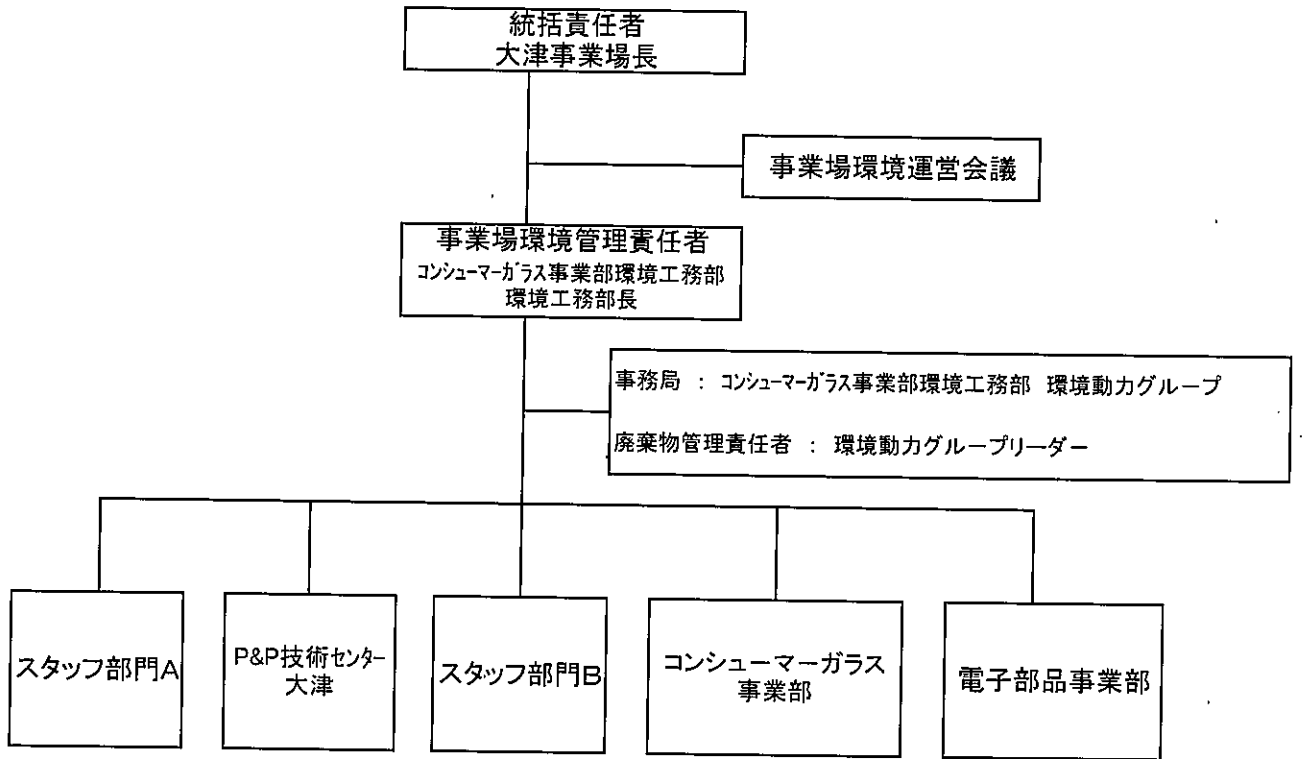 統括責任者
大津事業場長
事業場環境運営会議
事業場環境管理責任者
コンシューマーガラス事業部環境工務部
環境工務部長
事務局 : コンシューマーガラス事業部環境工務部 環境動力グループ
廃棄物管理責任者 : 環境動力グループリーダー
スタッフ部門A
P&P技術センター
大津
スタッフ部門B
コンシューマーガラス
事業部
電子部品事業部